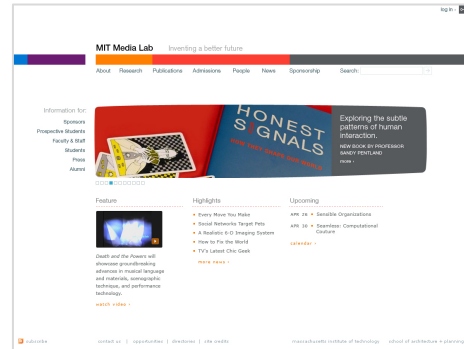 log in ›
MIT Media Lab Inventing a better future
About Research Publications Admissions People News Sponsorship Search:
Information for:
Sponsors
Prospective Students
Faculty & Staff
Students
Press
Alumni
HONEST
SIGNALS
HOW THEY SHAPE OUR WORLD
Exploring the subtle
patterns of human
interaction.
NEW BOOK BY PROFESSOR
SANDY PENTLAND
more ›
Feature
Death and the Powers will
showcase groundbreaking
advances in musical language
and materials, scenographic
technique, and performance
technology.
watch video ›
Highlights
Every Move You Make
Social Networks Target Pets
A Realistic 6-D Imaging System
How to Fix the World
TV's Latest Chic Geek
more news ›
Upcoming
APR 26 • Sensible Organizations
APR 30 • Seamless: Computational
Couture
calendar ›
subscribe contact us | opportunities | directories | site credits massachusetts institute of technology school of architecture + planning